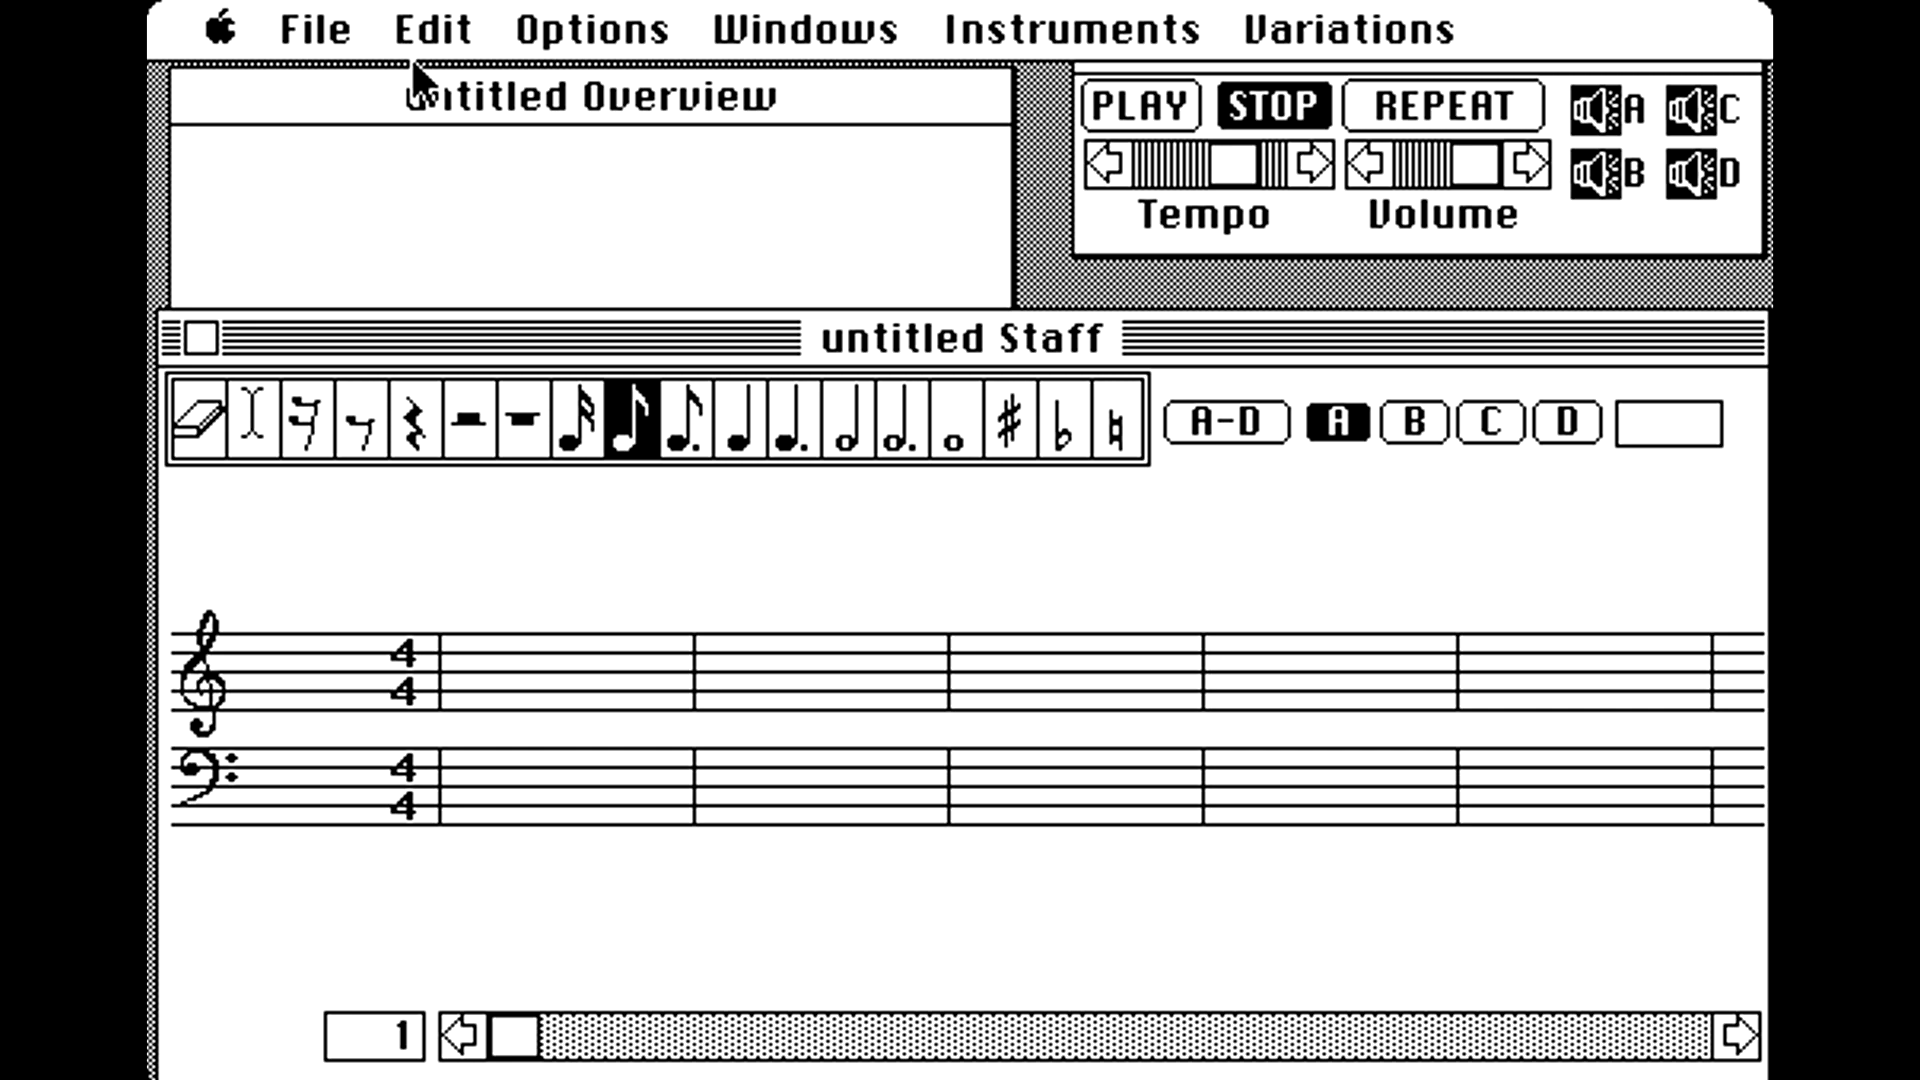 File Edit Options Windows Instruments Variations
untitled Overview
PLAY STOP REPEAT A C
B D
Tempo Volume
untitled Staff
A-D A B C D
4
4
4
4
1